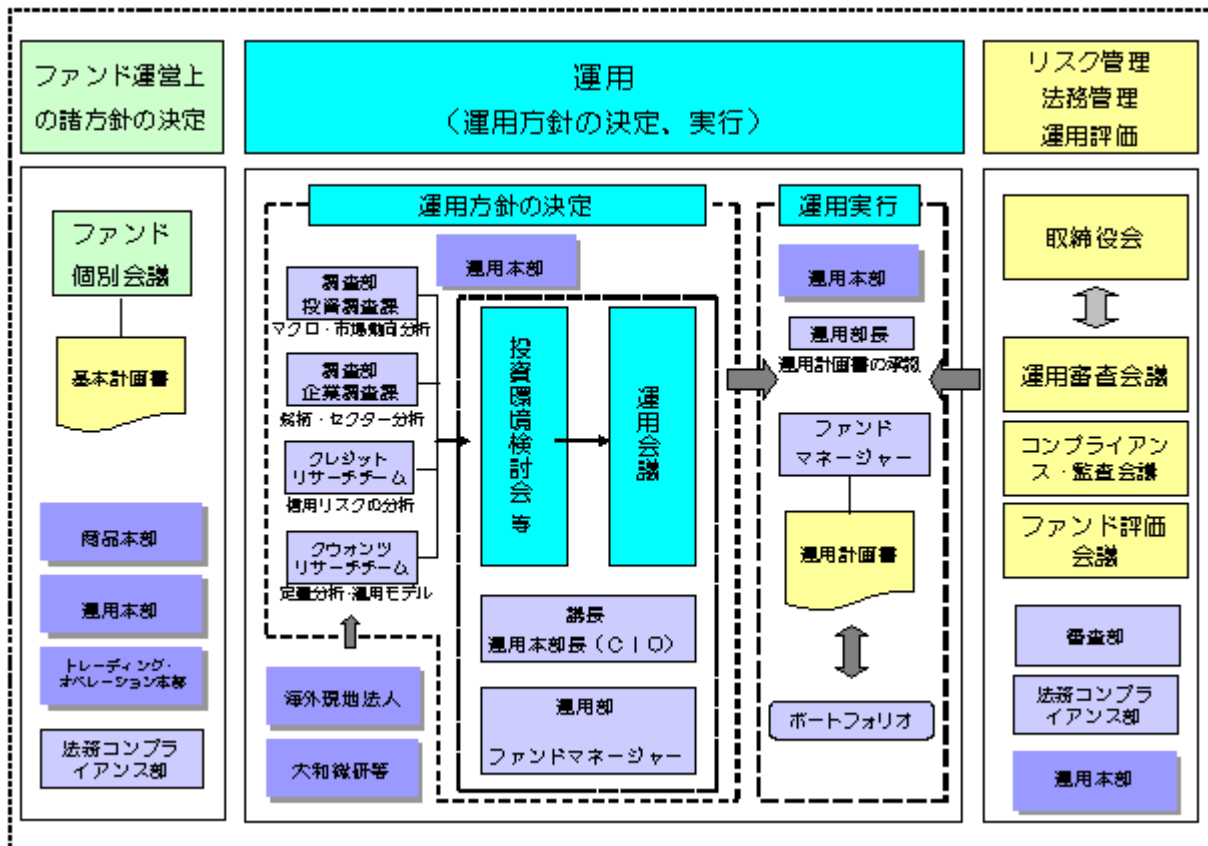 ファンド運営上
の諸方針の決定
ファンド
個別会議
基本計画書
商品本部
運用本部
トレーディング・
オペレーション本部
法務コンプラ
イアンス部
運用
(運用方針の決定、実行)
運用方針の決定
運用本部
調査部
投資調査課
マクロ・市場動向分析
調査部
企業調査課
銘柄・セクター分析
クレジット
リサーチチーム
信用リスクの分析
クウォンツ
リサーチチーム
定量分析・運用モデル
海外現地法人
大和総研等
投資環境検討会 等
運用会議
議長
運用本部長(CIO)
運用部
ファンドマネージャー
運用実行
運用本部
運用部長
運用計画書の承認
ファンド
マネージャー
運用計画書
ポートフォリオ
リスク管理
法務管理
運用評価
取締役会
運用審査会議
コンプライアン
ス・監査会議
ファンド評価
会議
審査部
法務コンプラ
イアンス部
運用本部